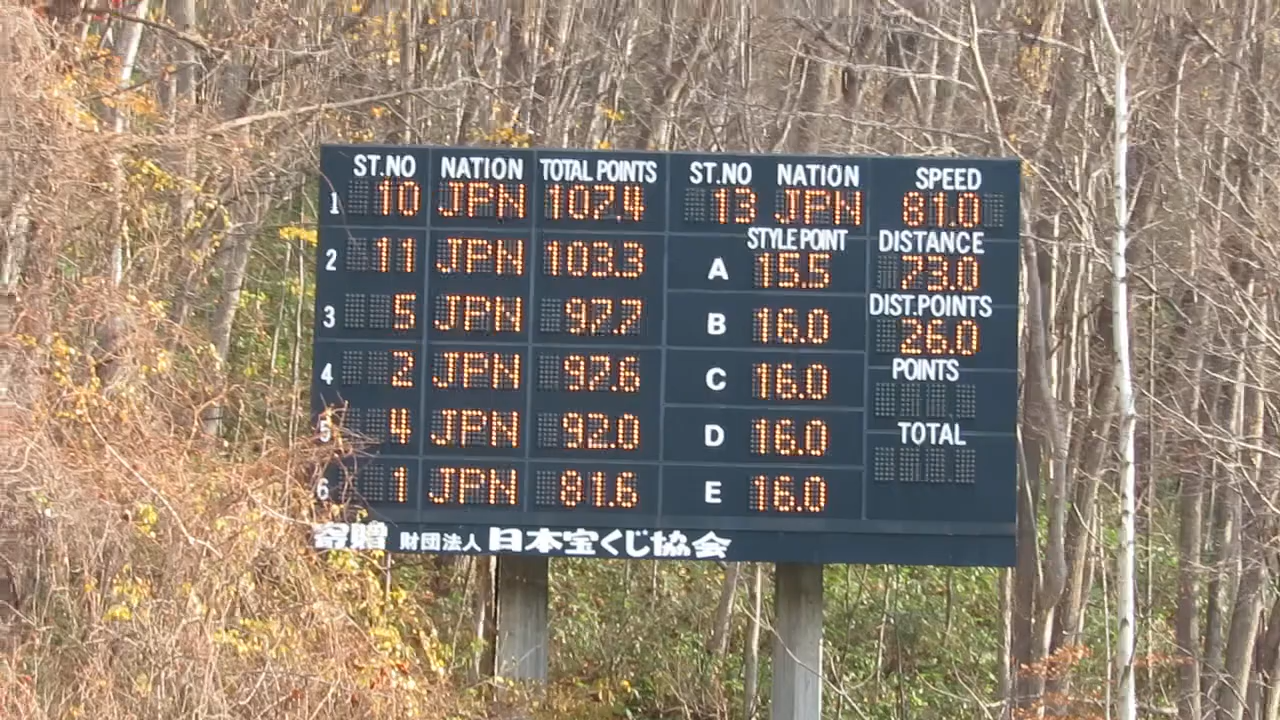 ST.NO NATION TOTAL POINTS
1 10 JPN 107.4
2 11 JPN 103.3
3 5 JPN 97.7
4 2 JPN 97.6
5 4 JPN 92.0
6 1 JPN 81.6
ST.NO NATION SPEED
13 JPN 81.0
STYLE POINT DISTANCE
A 15.5 73.0
DIST.POINTS
B 16.0 26.0
POINTS
C 16.0
TOTAL
D 16.0
E 16.0
寄贈 財団法人 日本宝くじ協会